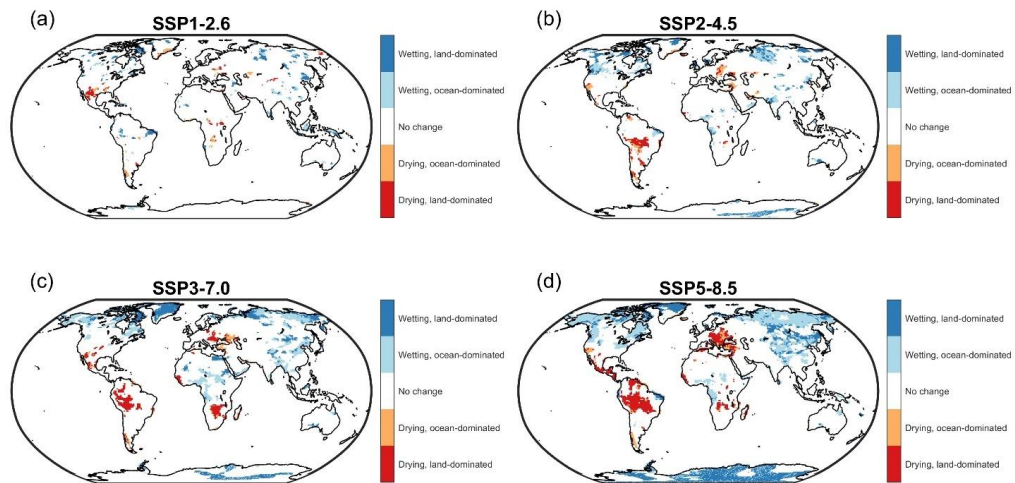 (a)
SSP1-2.6
Wetting, land-dominated
Wetting, ocean-dominated
No change
Drying, ocean-dominated
Drying, land-dominated
(b)
SSP2-4.5
Wetting, land-dominated
Wetting, ocean-dominated
No change
Drying, ocean-dominated
Drying, land-dominated
(c)
SSP3-7.0
Wetting, land-dominated
Wetting, ocean-dominated
No change
Drying, ocean-dominated
Drying, land-dominated
(d)
SSP5-8.5
Wetting, land-dominated
Wetting, ocean-dominated
No change
Drying, ocean-dominated
Drying, land-dominated